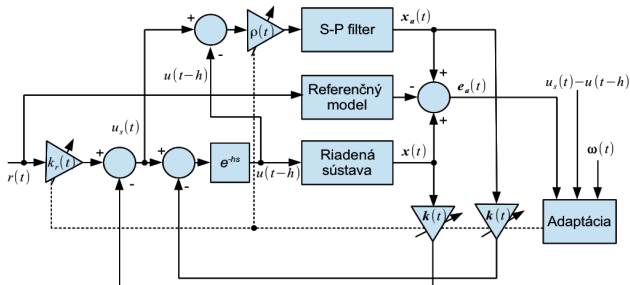 +
-
ρ(t)
S-P filter
x_a(t)
u(t−h)
u_s(t)
Referenčný
model
-
+
+
e_a(t)
u_s(t)−u(t−h)
ω(t)
r(t)
k_r(t)
+
-
+
-
e^-hs
u(t−h)
Riadená
sústava
x(t)
k(t)
k(t)
Adaptácia